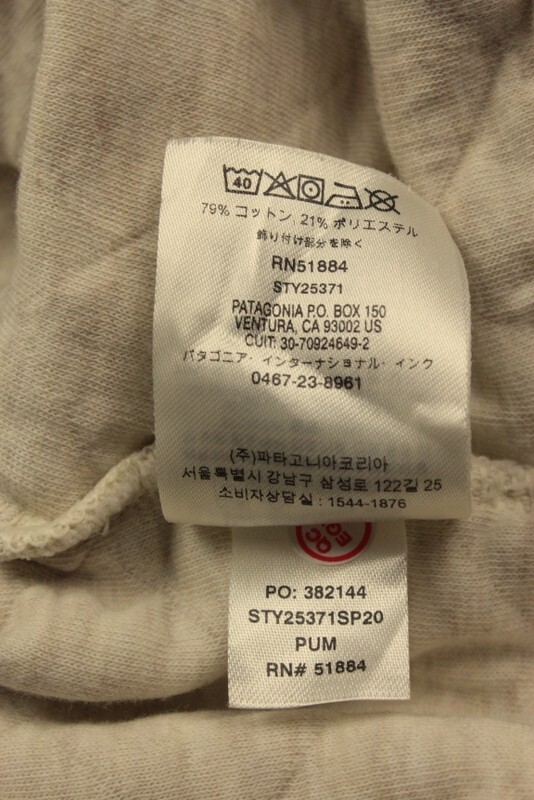 40
79% コットン, 21% ポリエステル
飾り付け部分を除く
RN51884
STY25371
PATAGONIA P.O. BOX 150
VENTURA, CA 93002 US
CUIT: 30-70924649-2
パタゴニア・インターナショナル・インク
0467-23-8961
(주)파타고니아코리아
서울특별시 강남구 삼성로 122길 25
소비자상담실 : 1544-1876
PO: 382144
STY25371SP20
PUM
RN# 51884